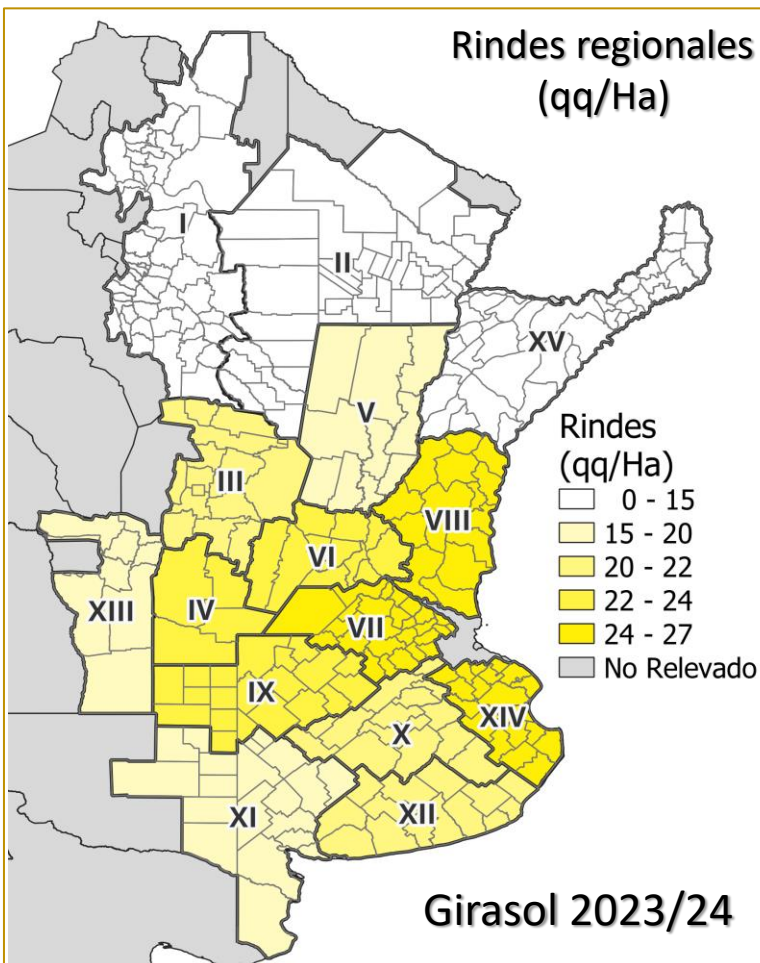 Rindes regionales
(qq/Ha)
I
II
XV
V
III
VIII
VI
XIII
IV
VII
IX
XIV
X
XI
XII
Rindes
(qq/Ha)
0 - 15
15 - 20
20 - 22
22 - 24
24 - 27
No Relevado
Girasol 2023/24